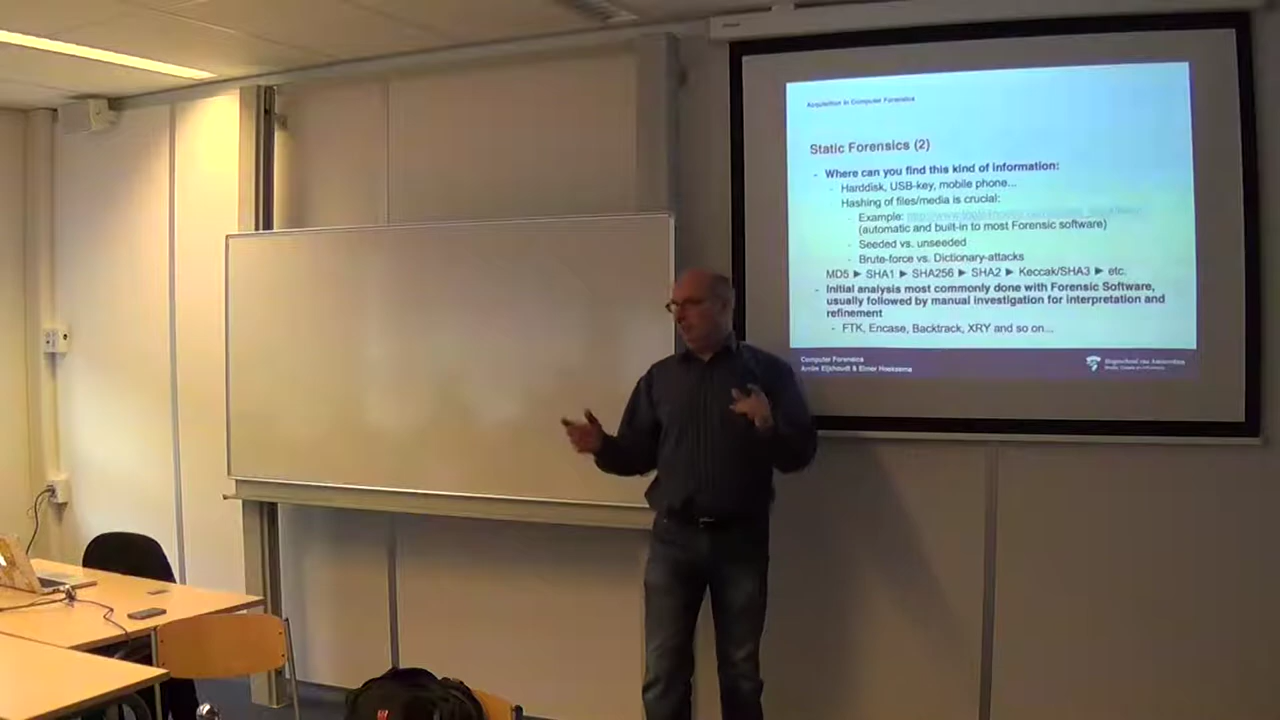 Acquisition in Computer Forensics
Static Forensics (2)
- Where can you find this kind of information:
- Harddisk, USB-key, mobile phone...
Hashing of files/media is crucial:
- Example:
(automatic and built-in to most Forensic software)
- Seeded vs. unseeded
- Brute-force vs. Dictionary-attacks
MD5 ► SHA1 ► SHA256 ► SHA2 ► Keccak/SHA3 ► etc.
- Initial analysis most commonly done with Forensic Software,
usually followed by manual investigation for interpretation and
refinement
- FTK, Encase, Backtrack, XRY and so on...
Computer Forensics
Arnim Eijkhoudt & Elmer Hoeksema
Hogeschool van Amsterdam